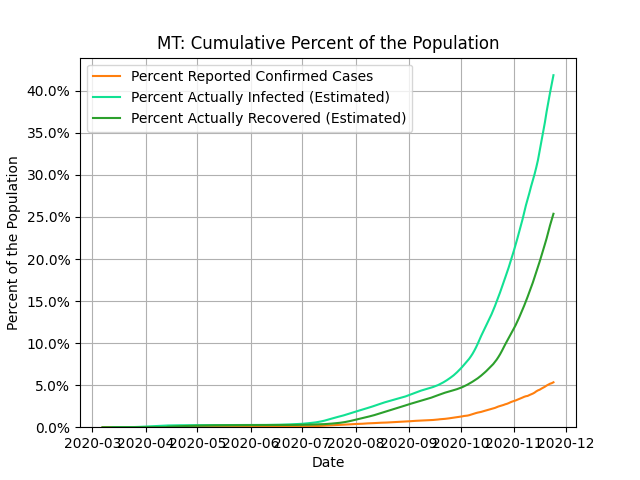 MT: Cumulative Percent of the Population
Percent Reported Confirmed Cases
Percent Actually Infected (Estimated)
Percent Actually Recovered (Estimated)
Percent of the Population
40.0%
35.0%
30.0%
25.0%
20.0%
15.0%
10.0%
5.0%
0.0%
2020-03 2020-04 2020-05 2020-06 2020-07 2020-08 2020-09 2020-10 2020-11 2020-12
Date